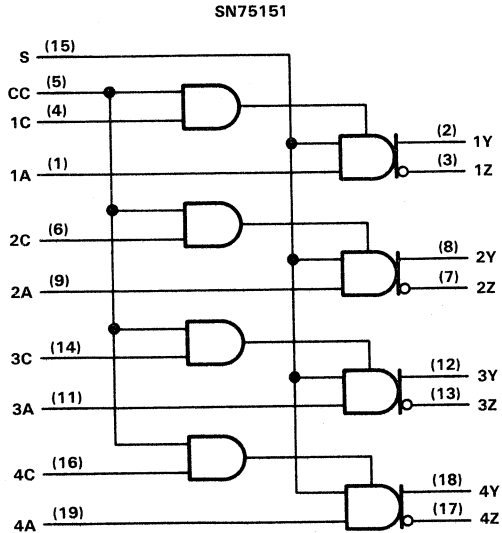 SN75151
S (15)
CC (5)
1C (4)
(2) 1Y
(3) 1Z
1A (1)
2C (6)
(8) 2Y
(7) 2Z
2A (9)
3C (14)
(12) 3Y
(13) 3Z
3A (11)
4C (16)
(18) 4Y
(17) 4Z
4A (19)